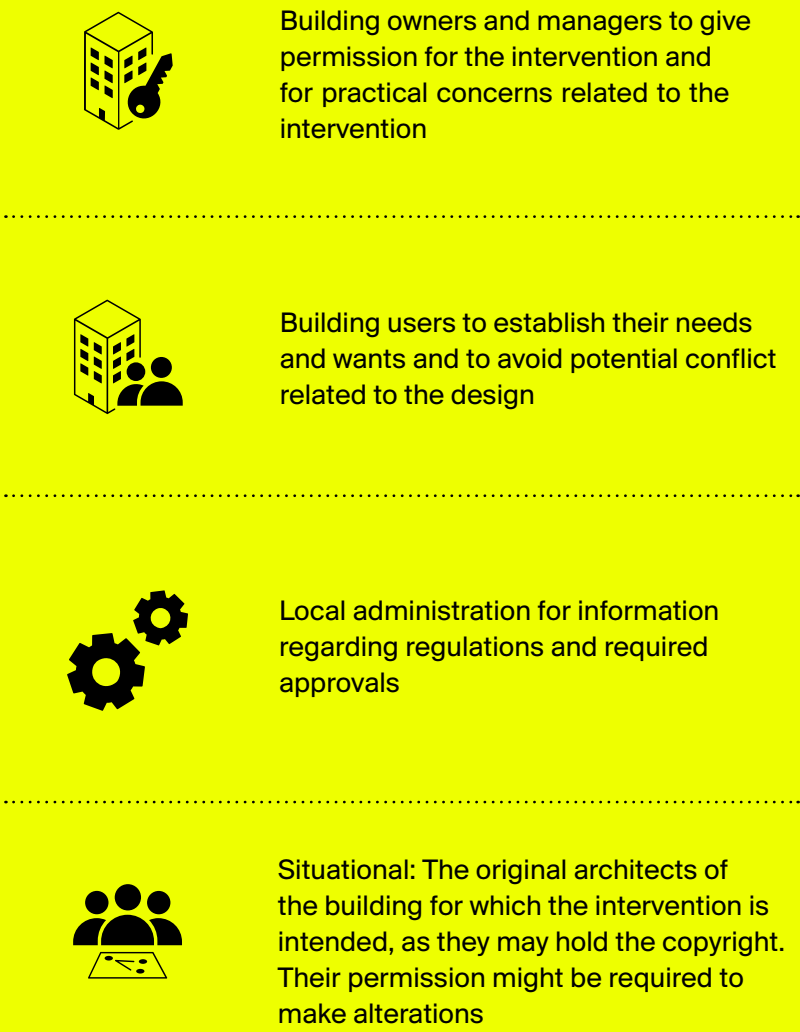 Building owners and managers to give
permission for the intervention and
for practical concerns related to the
intervention
Building users to establish their needs
and wants and to avoid potential conflict
related to the design
Local administration for information
regarding regulations and required
approvals
Situational: The original architects of
the building for which the intervention is
intended, as they may hold the copyright.
Their permission might be required to
make alterations